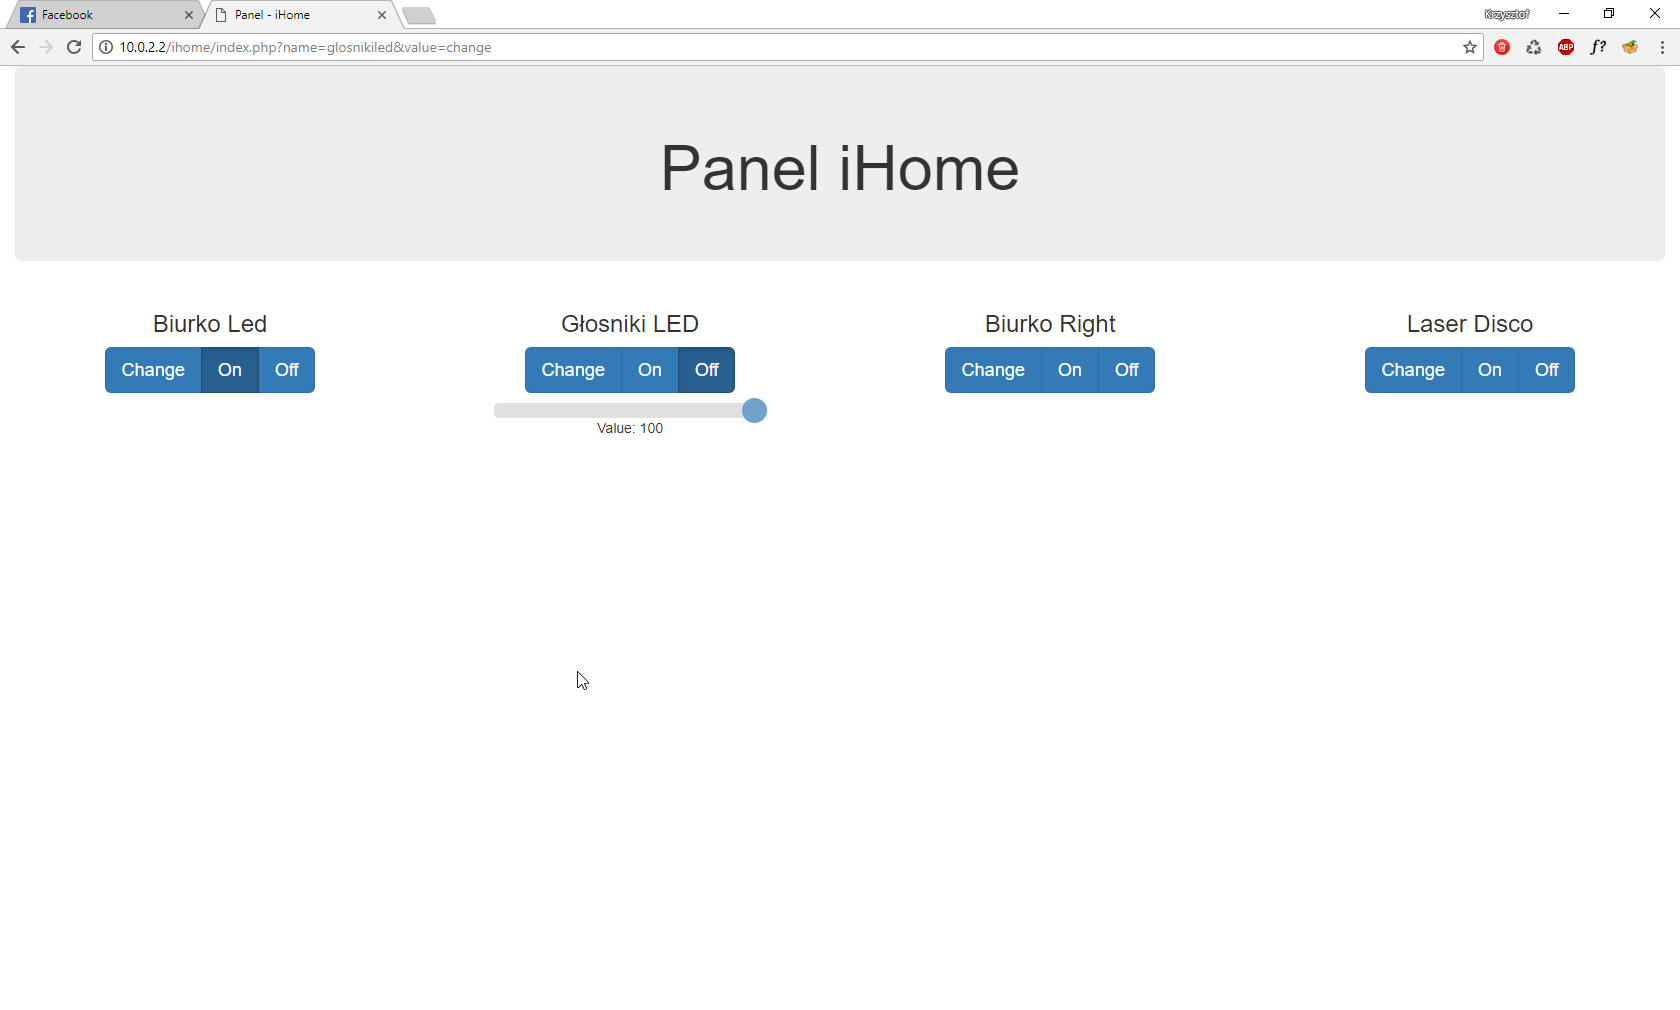 Facebook
Panel - iHome
Krzysztof
10.0.2.2/ihome/index.php?name=glosnikiled&value=change
ABP
f?
Panel iHome
Biurko Led
Change On Off
Głosniki LED
Change On Off
Value: 100
Biurko Right
Change On Off
Laser Disco
Change On Off